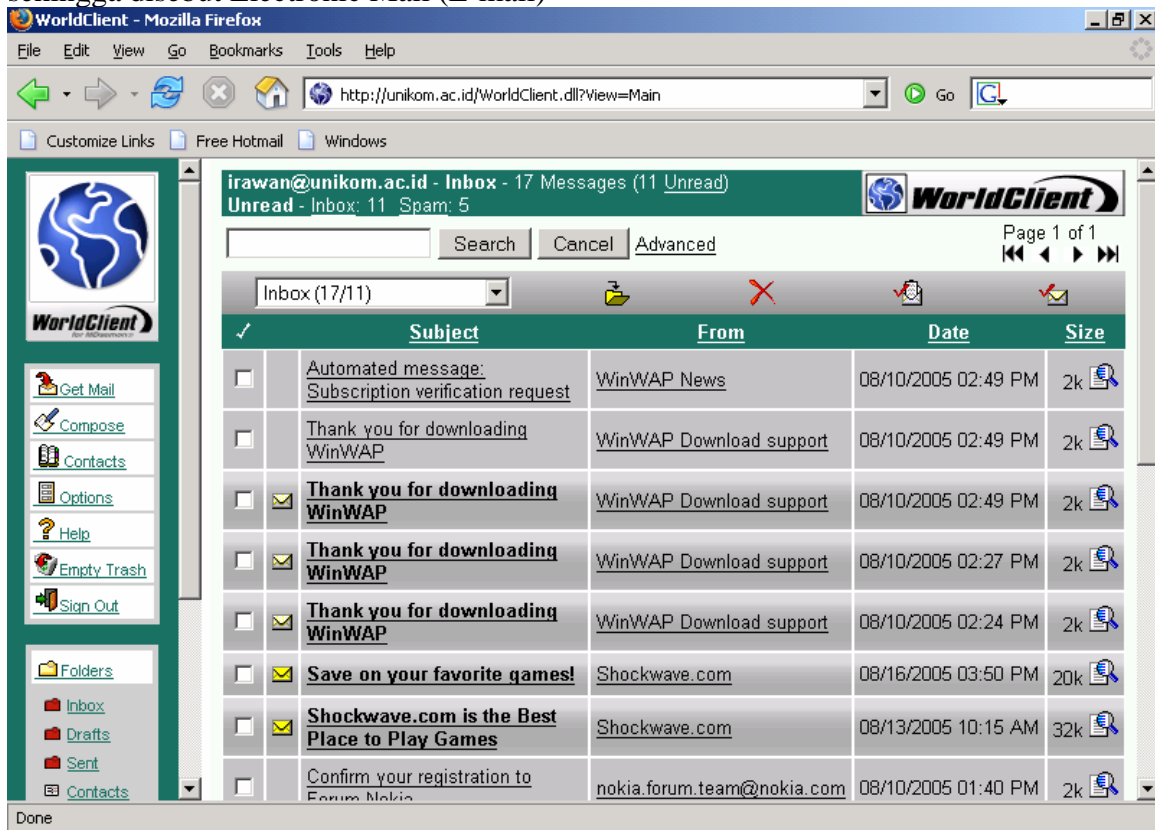 sehingga disebut Electronic Mail (E-mail)
WorldClient - Mozilla Firefox
File Edit View Go Bookmarks Tools Help
http://unikom.ac.id/WorldClient.dll?View=Main Go G
Customize Links Free Hotmail Windows
irawan@unikom.ac.id - Inbox - 17 Messages (11 Unread)
Unread - Inbox: 11 Spam: 5
WorldClient
Search Cancel Advanced
Page 1 of 1
Inbox (17/11)
WorldClient
for MDaemon
Subject From Date Size
Automated message:
Subscription verification request
WinWAP News 08/10/2005 02:49 PM 2k
Thank you for downloading
WinWAP
WinWAP Download support 08/10/2005 02:49 PM 2k
Thank you for downloading
WinWAP
WinWAP Download support 08/10/2005 02:49 PM 2k
Thank you for downloading
WinWAP
WinWAP Download support 08/10/2005 02:27 PM 2k
Thank you for downloading
WinWAP
WinWAP Download support 08/10/2005 02:24 PM 2k
Save on your favorite games! Shockwave.com 08/16/2005 03:50 PM 20k
Shockwave.com is the Best
Place to Play Games
Shockwave.com 08/13/2005 10:15 AM 32k
Confirm your registration to
Forum Nokia
nokia.forum.team@nokia.com 08/10/2005 01:40 PM 2k
Get Mail
Compose
Contacts
Options
Help
Empty Trash
Sign Out
Folders
Inbox
Drafts
Sent
Contacts
Done